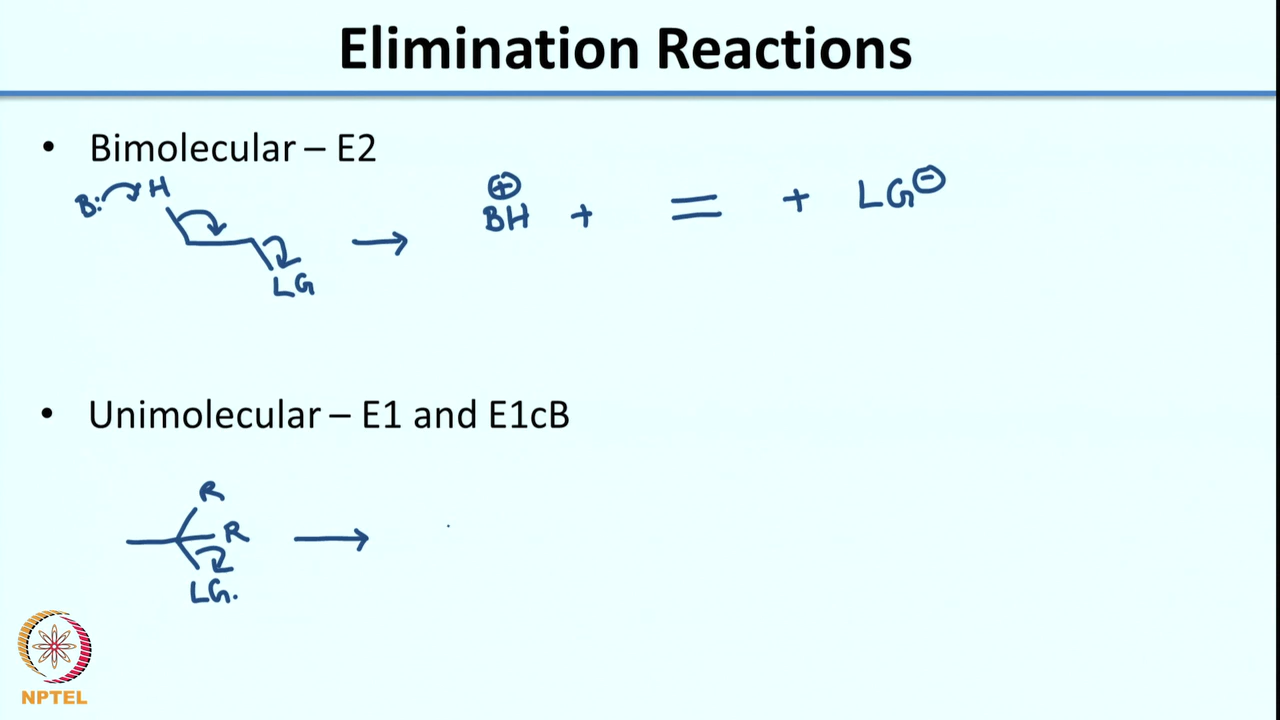 Elimination Reactions
• Bimolecular – E2
B: H LG → ⊕ BH + = + LG⊖
• Unimolecular – E1 and E1cB
R
R →
LG.
NPTEL